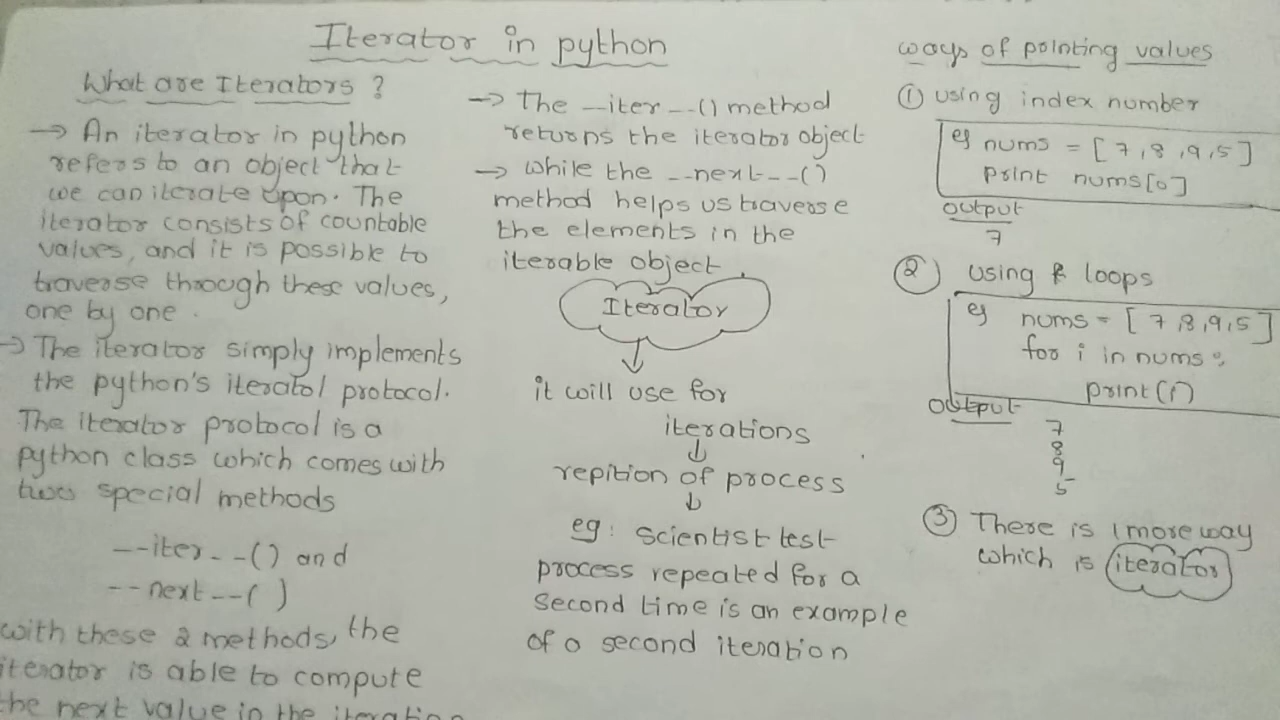 Iterator in python
What are Iterators ?
→ An iterator in python
refers to an object that
we can iterate upon. The
iterator consists of countable
values, and it is possible to
traverse through these values,
one by one.
→ The iterator simply implements
the python's iteratol protocol.
The iterator protocol is a
python class which comes with
two special methods
--iter--() and
--next--( )
with these 2 methods, the
iterator is able to compute
the next value in the iteration
→ The --iter--() method
returns the iterator object
→ while the --next--()
method helps us traverse
the elements in the
iterable object.
Iterator
↓
it will use for
iterations
↓
repition of process
↓
eg: Scientist test
process repeated for a
second time is an example
of a second iteration
ways of pointing values
① using index number
eg nums = [7,8,9,5]
print nums[0]
output
7
② using f loops
eg nums = [7,8,9,5]
for i in nums:
print(i)
output
7
8
9
5
③ There is 1 more way
which is iterator